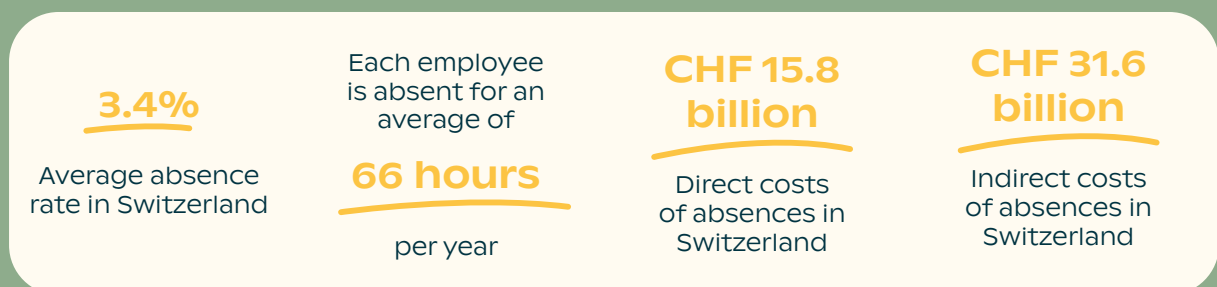 3.4%
Average absence
rate in Switzerland
Each employee
is absent for an
average of
66 hours
per year
CHF 15.8
billion
Direct costs
of absences in
Switzerland
CHF 31.6
billion
Indirect costs
of absences in
Switzerland